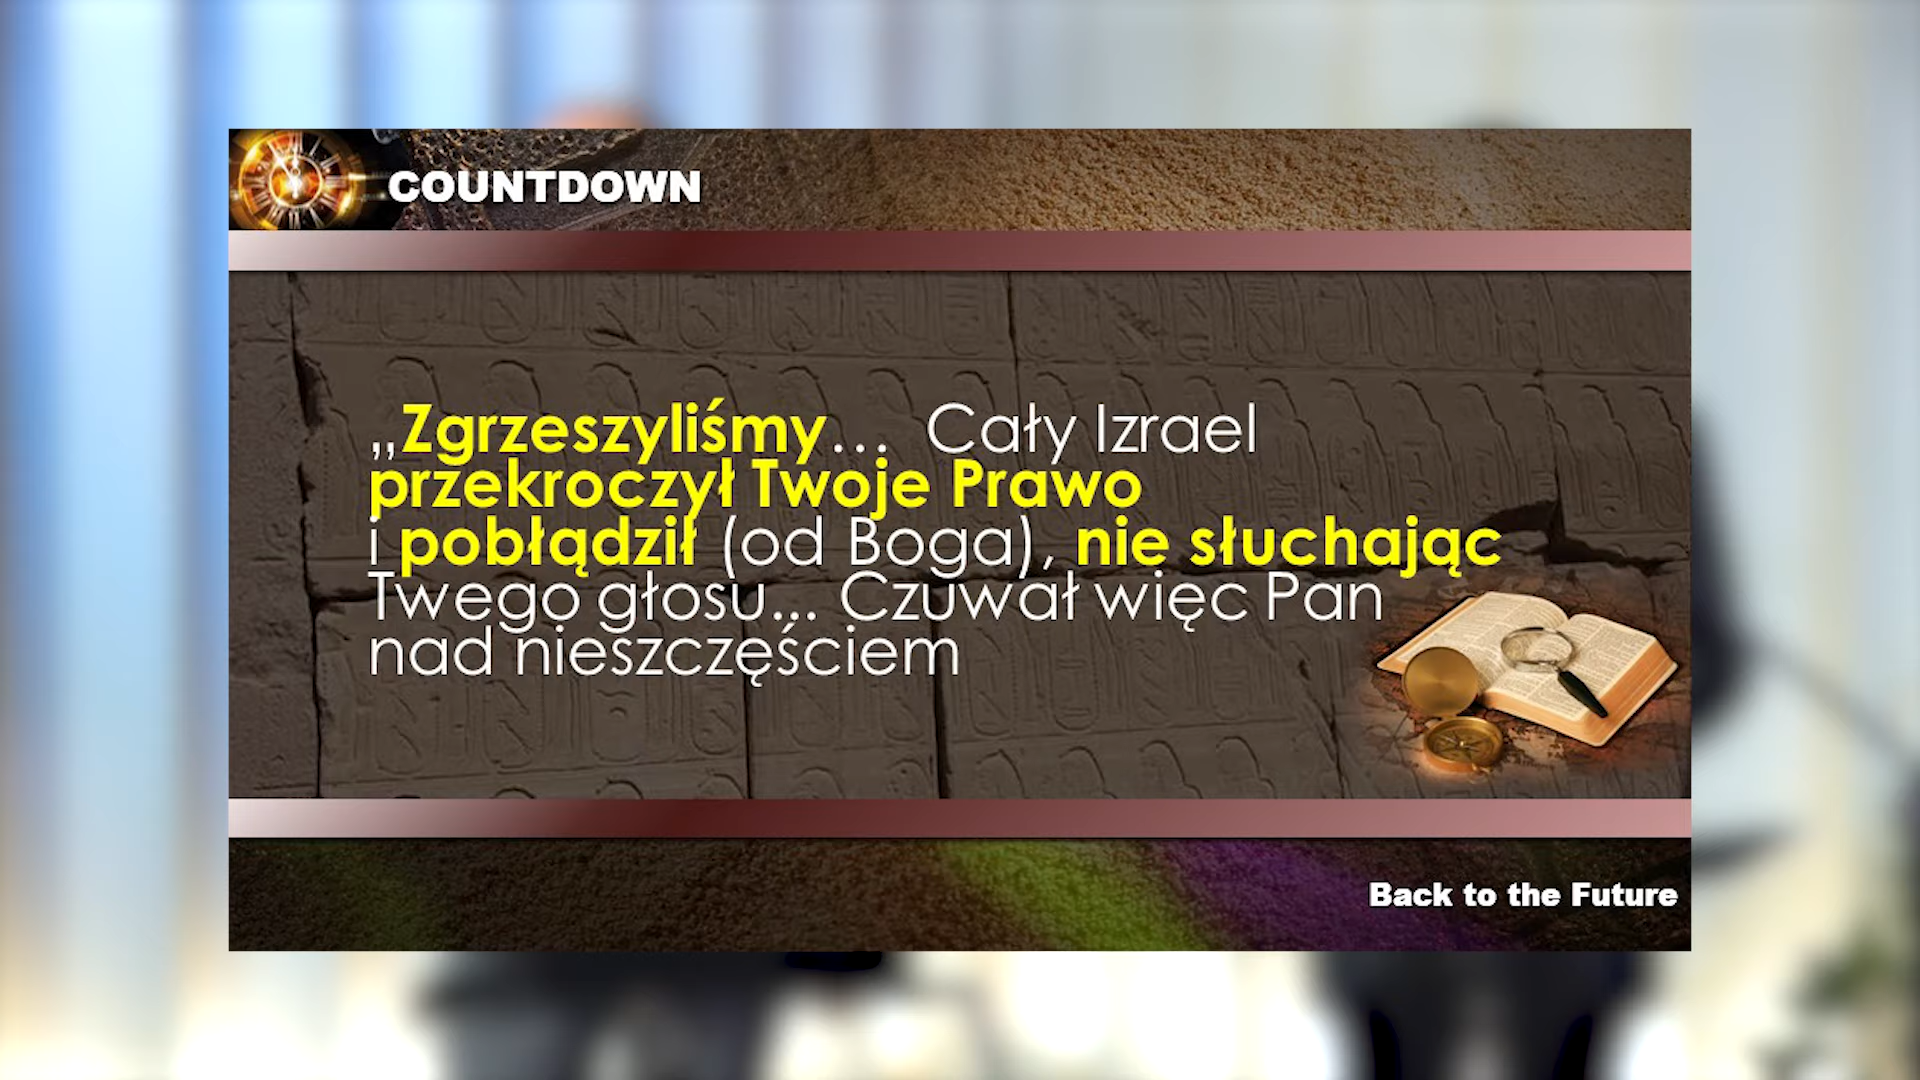 COUNTDOWN
„Zgrzeszyliśmy… Cały Izrael
przekroczył Twoje Prawo
i pobłądził (od Boga), nie słuchając
Twego głosu... Czuwał więc Pan
nad nieszczęściem
Back to the Future